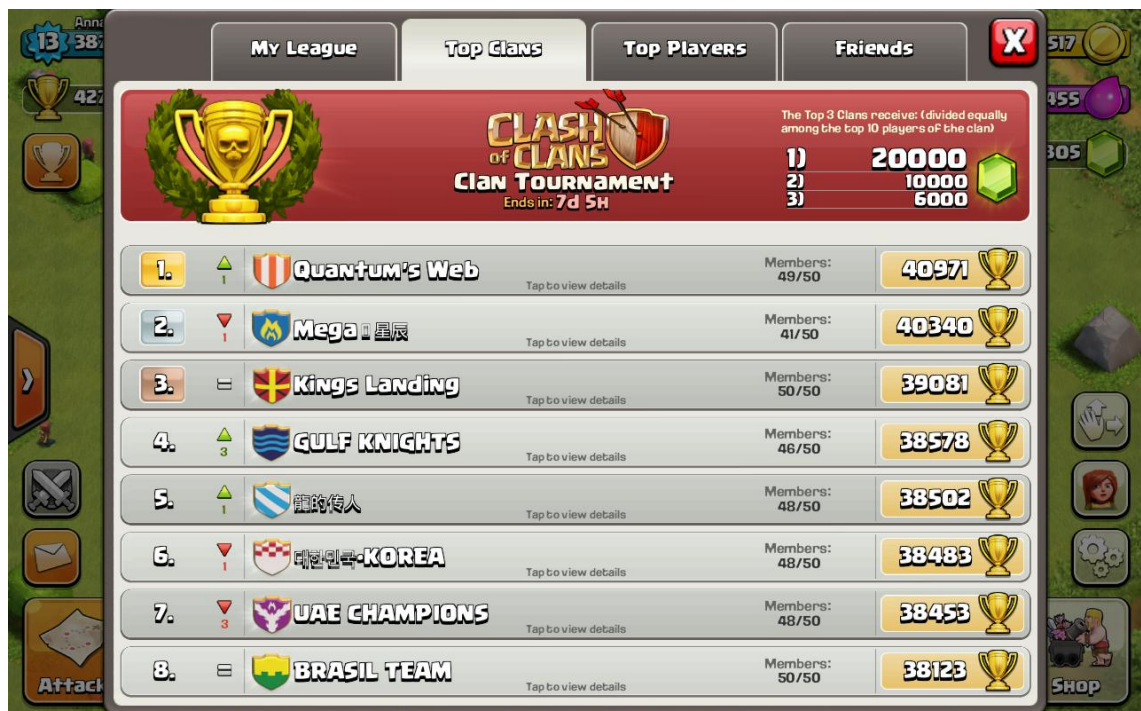 Anna
13
387
427
517
455
305
My League
Top Clans
Top Players
Friends
X
CLASH
of CLANS
Clan Tournament
Ends in: 7d 5H
The Top 3 Clans receive: (divided equally
among the top 10 players of the clan)
1) 20000
2) 10000
3) 6000
1. 1 Quantum's Web Tap to view details Members: 49/50 40971
2. 1 Mega 星辰 Tap to view details Members: 41/50 40340
3. = Kings Landing Tap to view details Members: 50/50 39081
4. 3 GULF KNIGHTS Tap to view details Members: 46/50 38578
5. 1 龍的传人 Tap to view details Members: 48/50 38502
6. 1 대한민국•KOREA Tap to view details Members: 48/50 38483
7. 3 UAE CHAMPIONS Tap to view details Members: 48/50 38453
8. = BRASIL TEAM Tap to view details Members: 50/50 38123
Attack
Shop